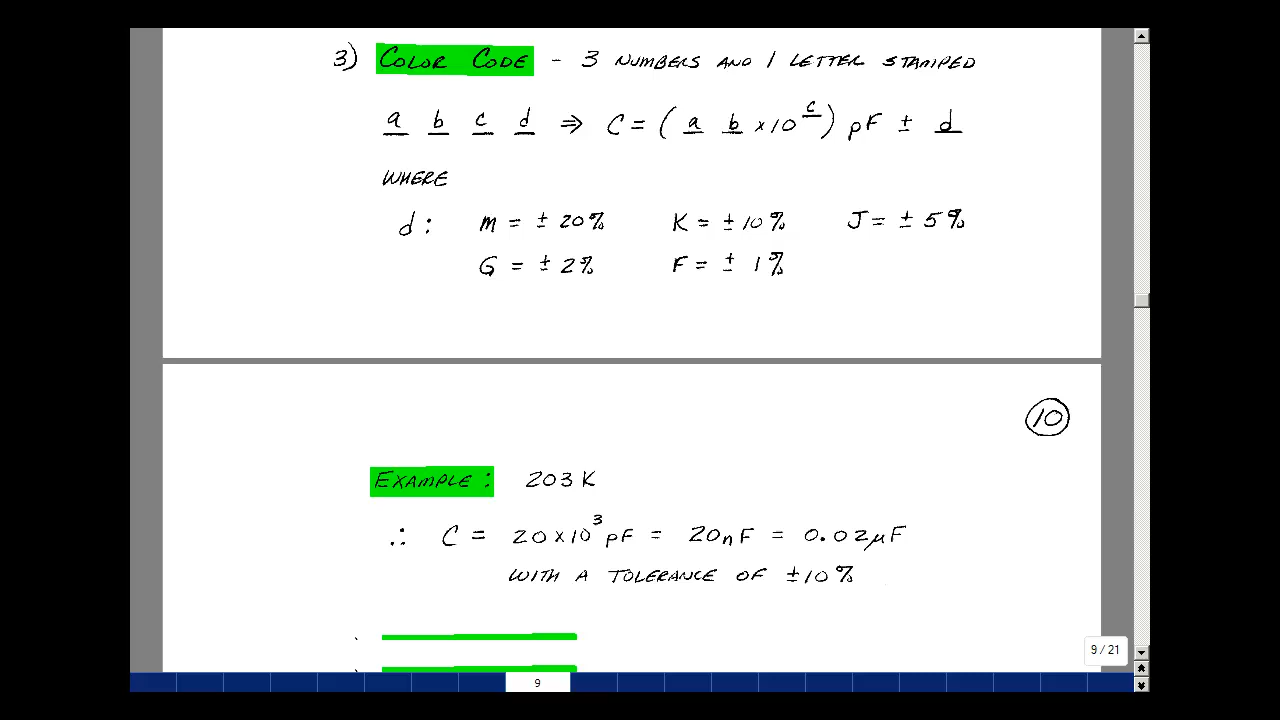 3) COLOR CODE - 3 NUMBERS AND 1 LETTER STAMPED
a b c d ⇒ C = ( a b × 10^c ) pF ± d
WHERE
d: M = ± 20% K = ± 10% J = ± 5%
G = ± 2% F = ± 1%
10
EXAMPLE: 203K
∴ C = 20 × 10^3 pF = 20nF = 0.02μF
WITH A TOLERANCE OF ±10%
9 / 21
9